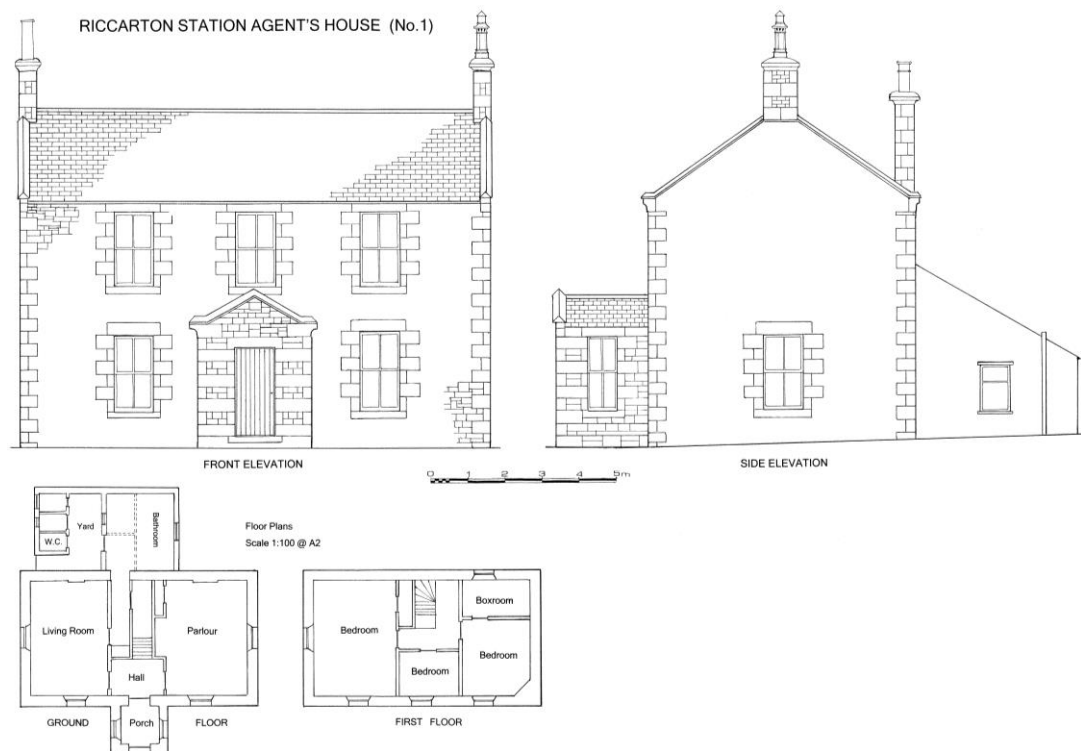 RICCARTON STATION AGENT'S HOUSE (No.1)
FRONT ELEVATION
SIDE ELEVATION
0 1 2 3 4 5m
Floor Plans
Scale 1:100 @ A2
Yard
W.C.
Bathroom
Living Room
Parlour
Hall
Porch
GROUND FLOOR
Bedroom
Boxroom
Bedroom
Bedroom
FIRST FLOOR